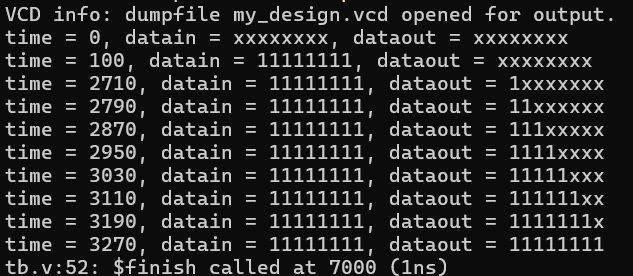 VCD info: dumpfile my_design.vcd opened for output.
time = 0, datain = xxxxxxxx, dataout = xxxxxxxx
time = 100, datain = 11111111, dataout = xxxxxxxx
time = 2710, datain = 11111111, dataout = 1xxxxxxx
time = 2790, datain = 11111111, dataout = 11xxxxxx
time = 2870, datain = 11111111, dataout = 111xxxxx
time = 2950, datain = 11111111, dataout = 1111xxxx
time = 3030, datain = 11111111, dataout = 11111xxx
time = 3110, datain = 11111111, dataout = 111111xx
time = 3190, datain = 11111111, dataout = 1111111x
time = 3270, datain = 11111111, dataout = 11111111
tb.v:52: $finish called at 7000 (1ns)